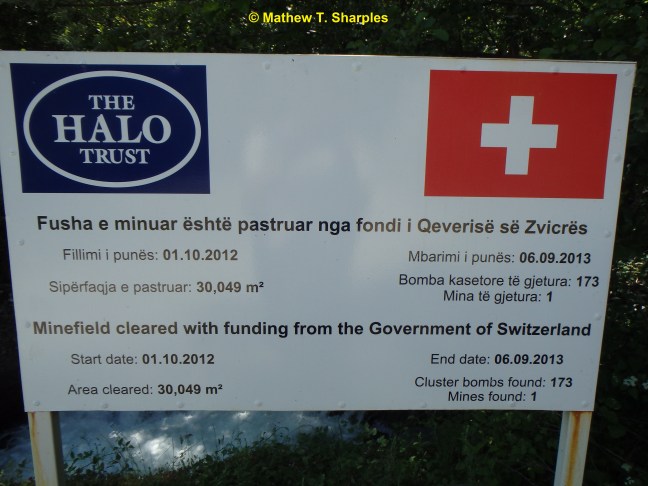 © Mathew T. Sharples
THE
HALO
TRUST
Fusha e minuar është pastruar nga fondi i Qeverisë së Zvicrës
Fillimi i punës: 01.10.2012
Mbarimi i punës: 06.09.2013
Sipërfaqja e pastruar: 30,049 m²
Bomba kasetore të gjetura: 173
Mina të gjetura: 1
Minefield cleared with funding from the Government of Switzerland
Start date: 01.10.2012
End date: 06.09.2013
Area cleared: 30,049 m²
Cluster bombs found: 173
Mines found: 1